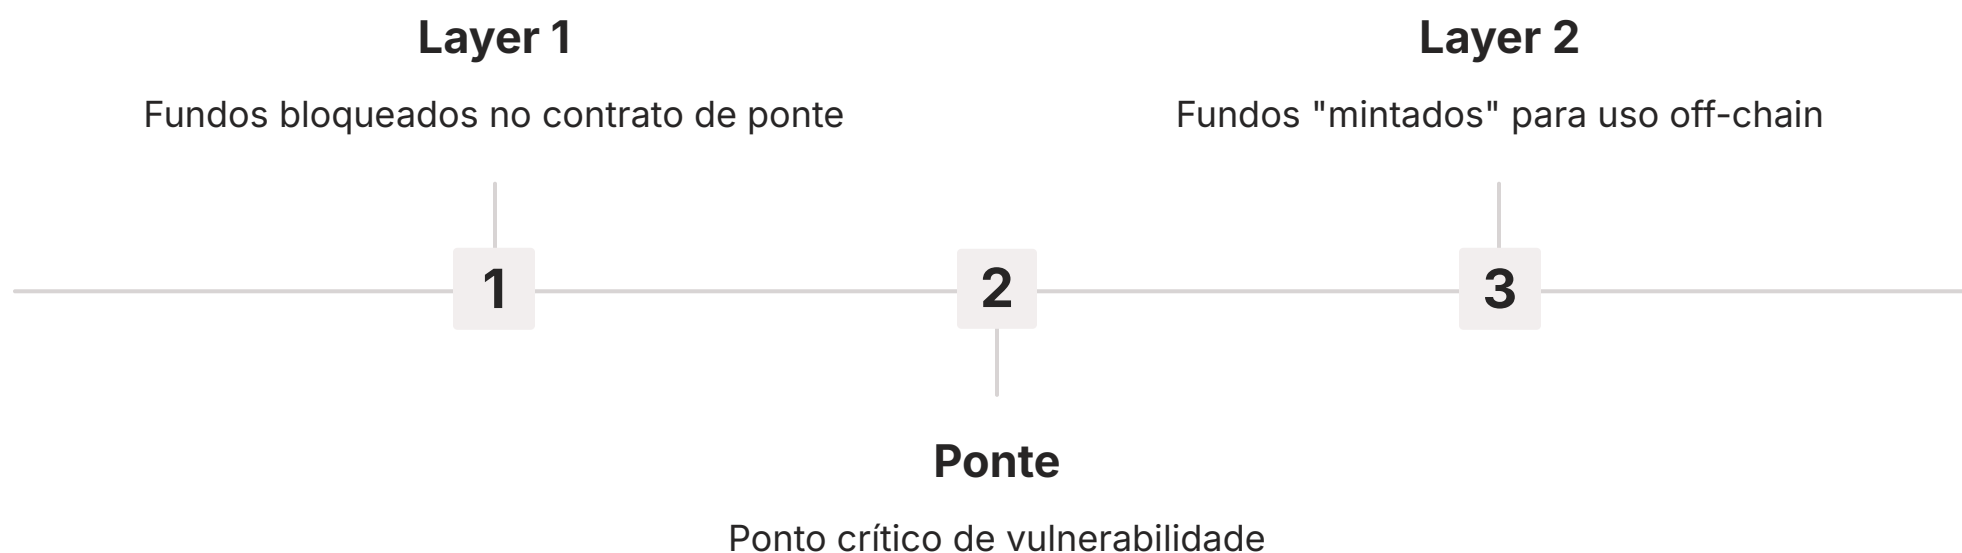 Layer 1
Fundos bloqueados no contrato de ponte
Layer 2
Fundos "mintados" para uso off-chain
1
2
3
Ponte
Ponto crítico de vulnerabilidade